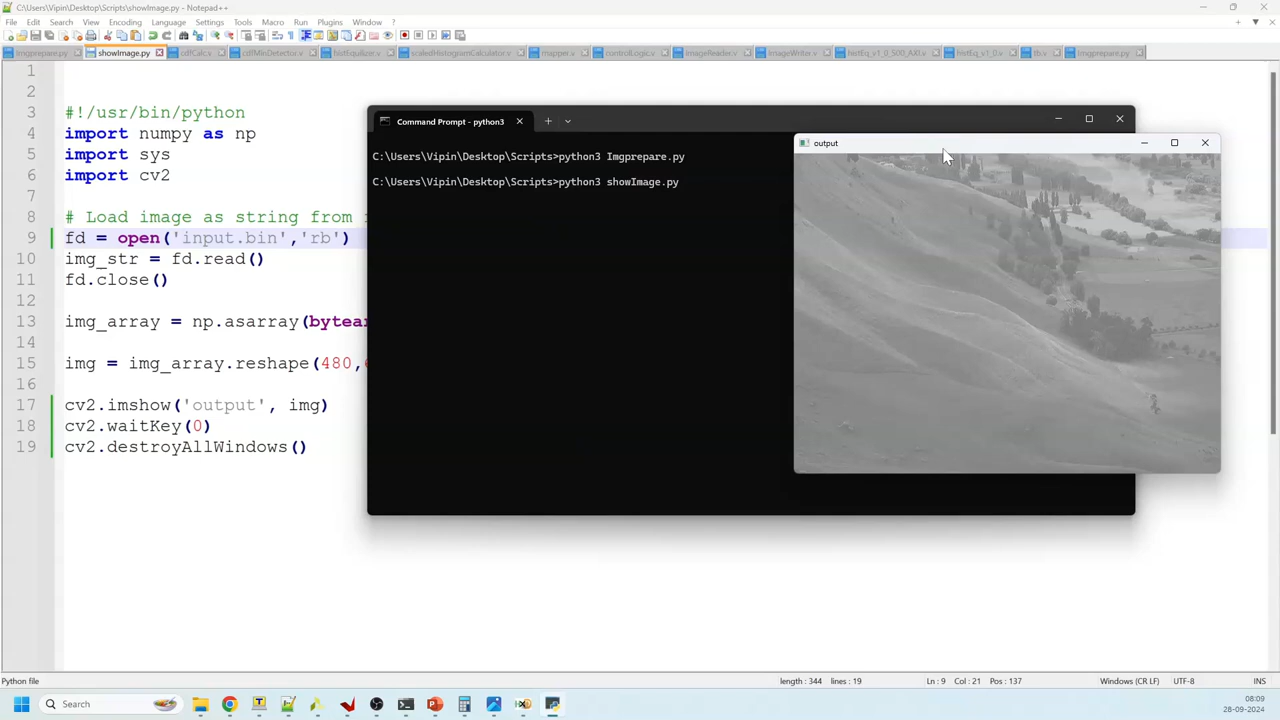 C:\Users\Vipin\Desktop\Scripts\showImage.py - Notepad++
File Edit Search View Encoding Language Settings Tools Macro Run Plugins Window ?
Imgprepare.py showImage.py cdfCalc.v cdfMinDetector.v histEqulizer.v scaledHistogramCalculator.v mapper.v controlLogic.v imageReader.v imageWriter.v histEq_v1_0_S00_AXI.v histEq_v1_0.v tb.v Imgprepare.py
1
2
3 #!/usr/bin/python
4 import numpy as np
5 import sys
6 import cv2
7
8 # Load image as string from
9 fd = open('input.bin','rb')
10 img_str = fd.read()
11 fd.close()
12
13 img_array = np.asarray(bytear
14
15 img = img_array.reshape(480,
16
17 cv2.imshow('output', img)
18 cv2.waitKey(0)
19 cv2.destroyAllWindows()
Command Prompt - python3
C:\Users\Vipin\Desktop\Scripts>python3 Imgprepare.py
C:\Users\Vipin\Desktop\Scripts>python3 showImage.py
output
Python file length : 344 lines : 19 Ln : 9 Col : 21 Pos : 137 Windows (CR LF) UTF-8 INS
Search
08:09
28-09-2024